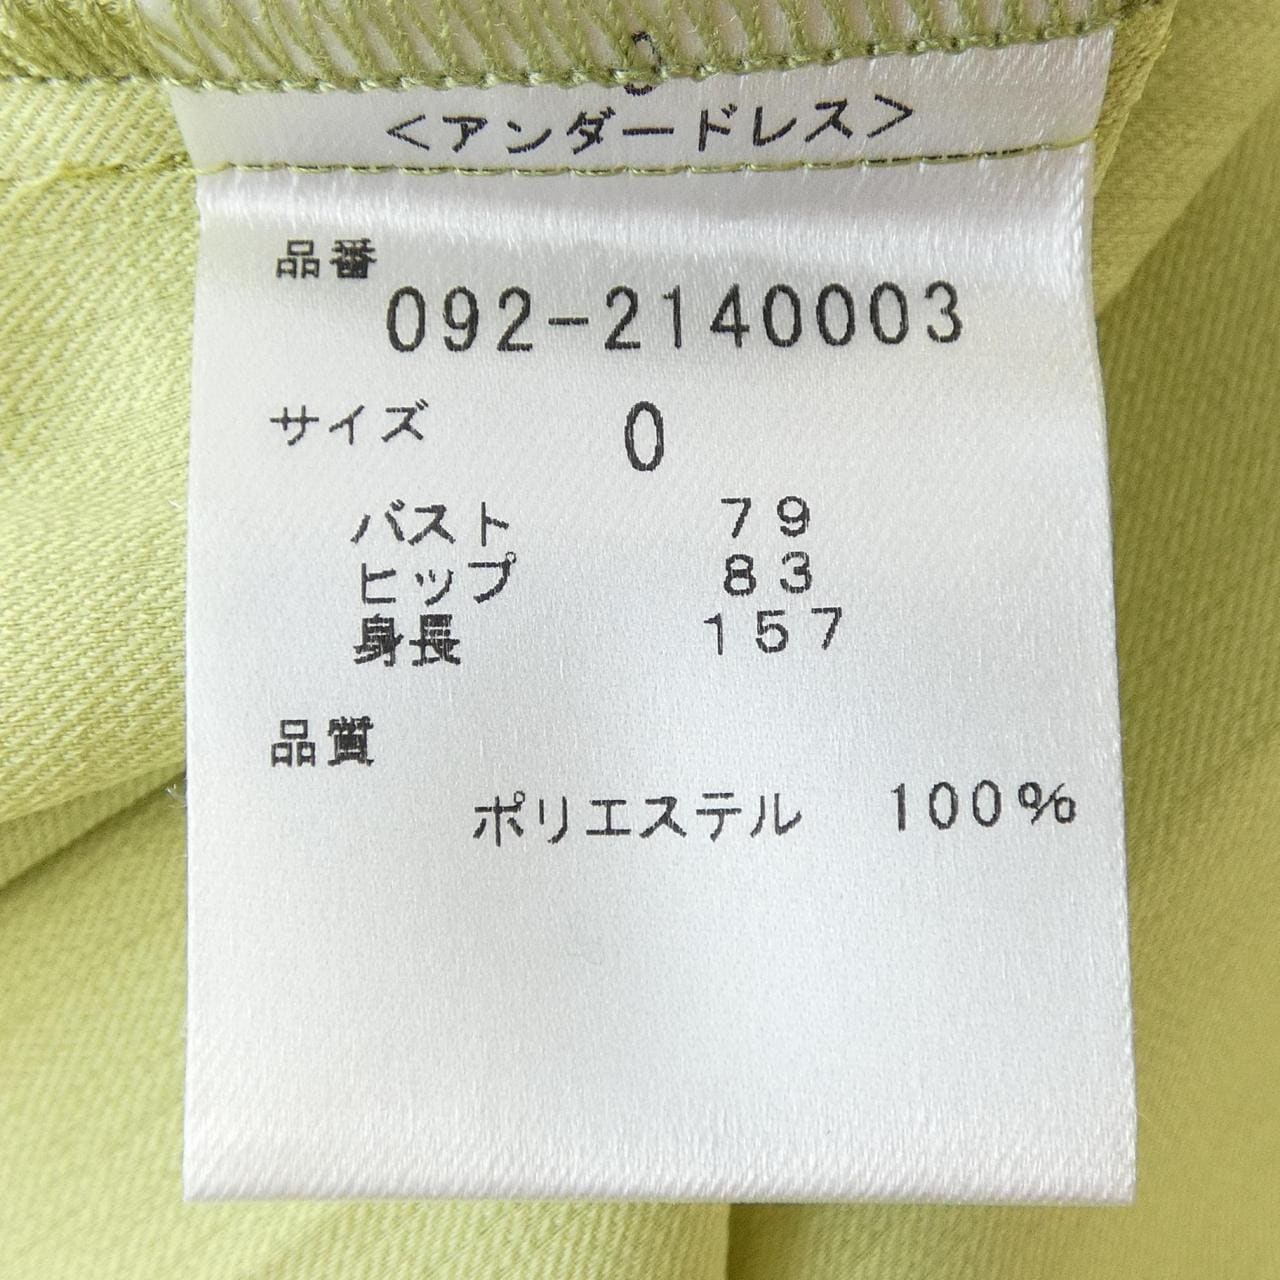 <アンダードレス>
品番
092-2140003
サイズ 0
バスト 79
ヒップ 83
身長 157
品質
ポリエステル 100%